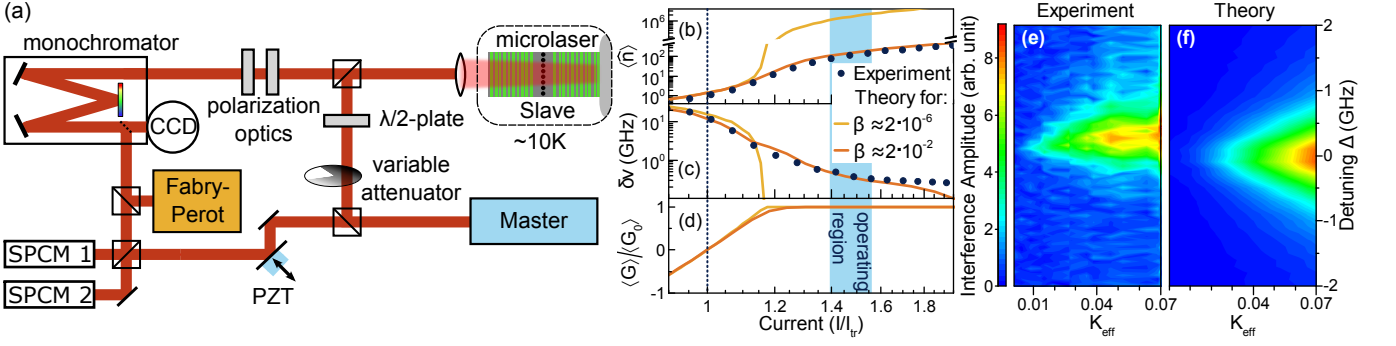 (a)
monochromator
CCD
polarization
optics
λ/2-plate
variable
attenuator
microlaser
Slave
~10K
Fabry-
Perot
Master
SPCM 1
SPCM 2
PZT
(b)
⟨n̂⟩
10⁶
10²
10¹
10⁰
Experiment
Theory for:
β ≈2·10⁻⁶
β ≈2·10⁻²
(c)
δν (GHz)
10¹
10⁰
(d)
⟨G⟩/⟨G₀⟩
1
0
-1
operating
region
1
1.2
1.4
1.6
1.8
Current (I/Iₜᵣ)
Interference Amplitude (arb. unit)
8
6
4
2
0
Experiment
(e)
0.01
0.04
0.07
K_eff
Theory
(f)
0.01
0.04
0.07
K_eff
2
1
0
-1
-2
Detuning Δ (GHz)